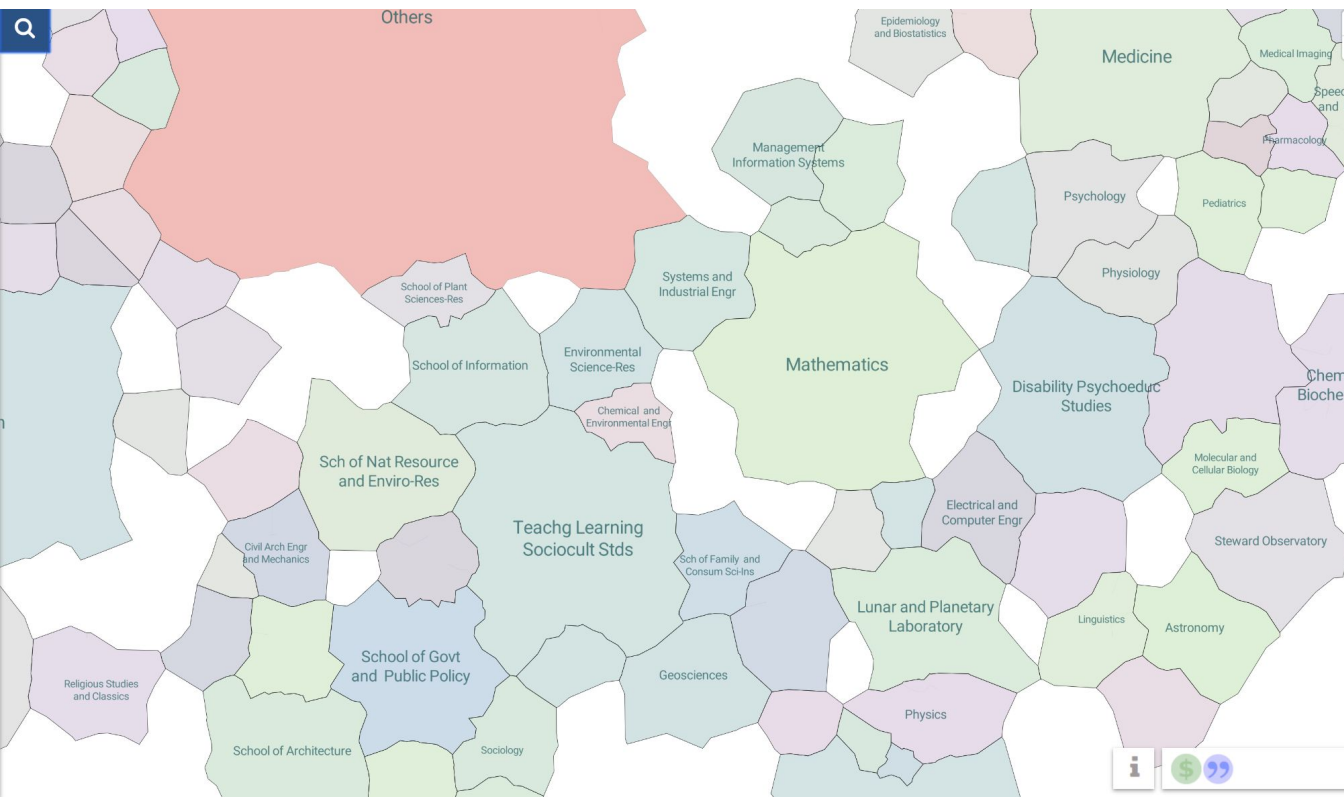 Others
Epidemiology
and Biostatistics
Medicine
Medical Imaging
and
Pharmacology
Management
Information Systems
Psychology
Pediatrics
Physiology
Systems and
Industrial Engr
School of Plant
Sciences-Res
School of Information
Environmental
Science-Res
Mathematics
Disability Psychoeduc
Studies
Chemical and
Environmental Engr
Sch of Nat Resource
and Enviro-Res
Molecular and
Cellular Biology
Electrical and
Computer Engr
Teachg Learning
Sociocult Stds
Steward Observatory
Civil Arch Engr
and Mechanics
Sch of Family and
Consum Sci-Ins
Lunar and Planetary
Laboratory
Linguistics
Astronomy
School of Govt
and Public Policy
Geosciences
Religious Studies
and Classics
Physics
School of Architecture
Sociology
i
$